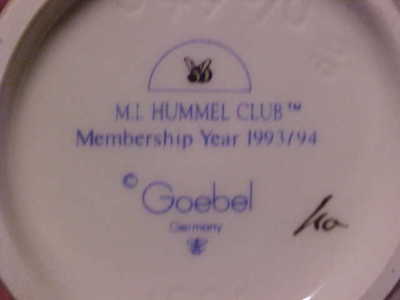 M.I. HUMMEL CLUB™
Membership Year 1993/94
© Goebel
Germany